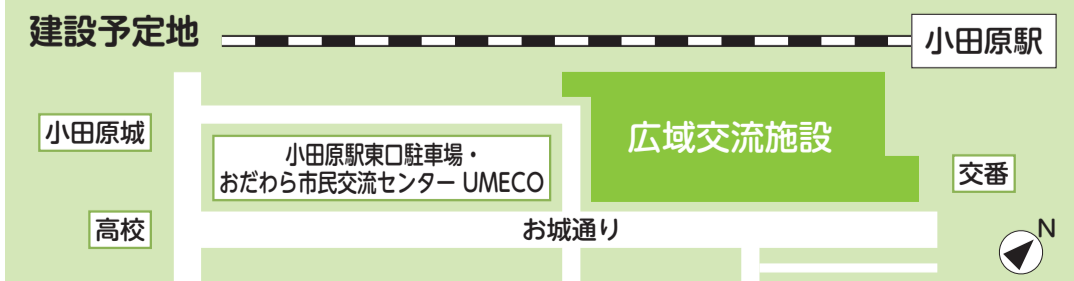 建設予定地
小田原駅
小田原城
広域交流施設
小田原駅東口駐車場・
おだわら市民交流センター UMECO
交番
高校
お城通り
N